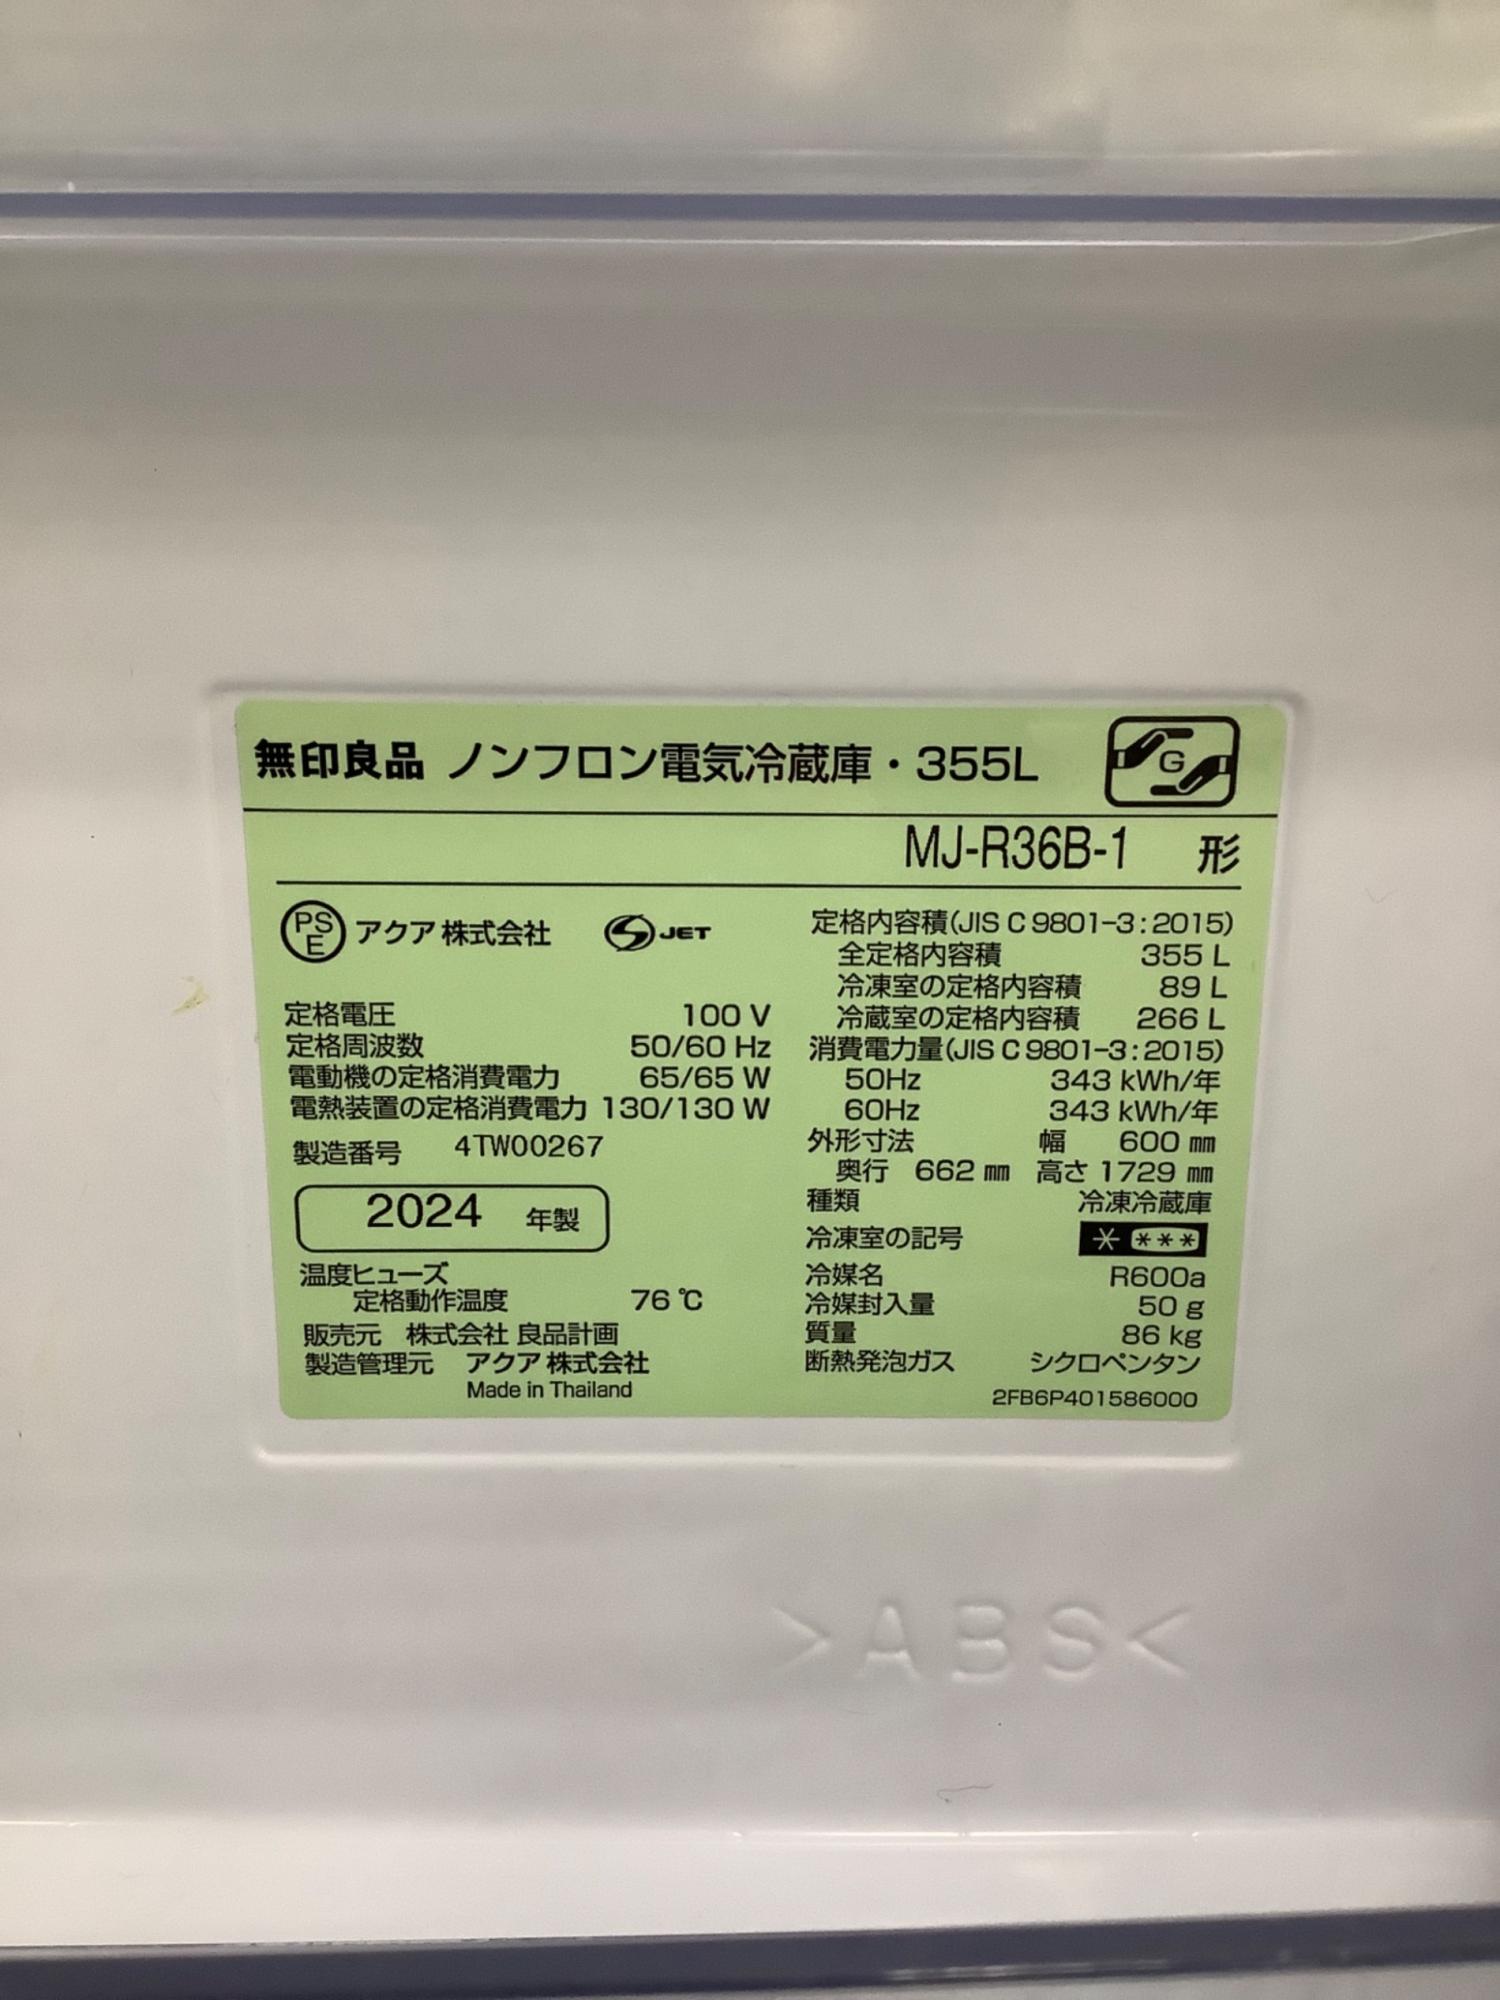 無印良品 ノンフロン電気冷蔵庫・355L
G
MJ-R36B-1 形
PSE アクア 株式会社 JET
定格電圧 100 V
定格周波数 50/60 Hz
電動機の定格消費電力 65/65 W
電熱装置の定格消費電力 130/130 W
製造番号 4TW00267
2024 年製
温度ヒューズ
定格動作温度 76 ℃
販売元 株式会社 良品計画
製造管理元 アクア 株式会社
Made in Thailand
定格内容積(JIS C 9801-3:2015)
全定格内容積 355 L
冷凍室の定格内容積 89 L
冷蔵室の定格内容積 266 L
消費電力量(JIS C 9801-3:2015)
50Hz 343 kWh/年
60Hz 343 kWh/年
外形寸法 幅 600 ㎜
奥行 662 ㎜ 高さ 1729 ㎜
種類 冷凍冷蔵庫
冷凍室の記号 * ***
冷媒名 R600a
冷媒封入量 50 g
質量 86 kg
断熱発泡ガス シクロペンタン
2FB6P401586000
>ABS<